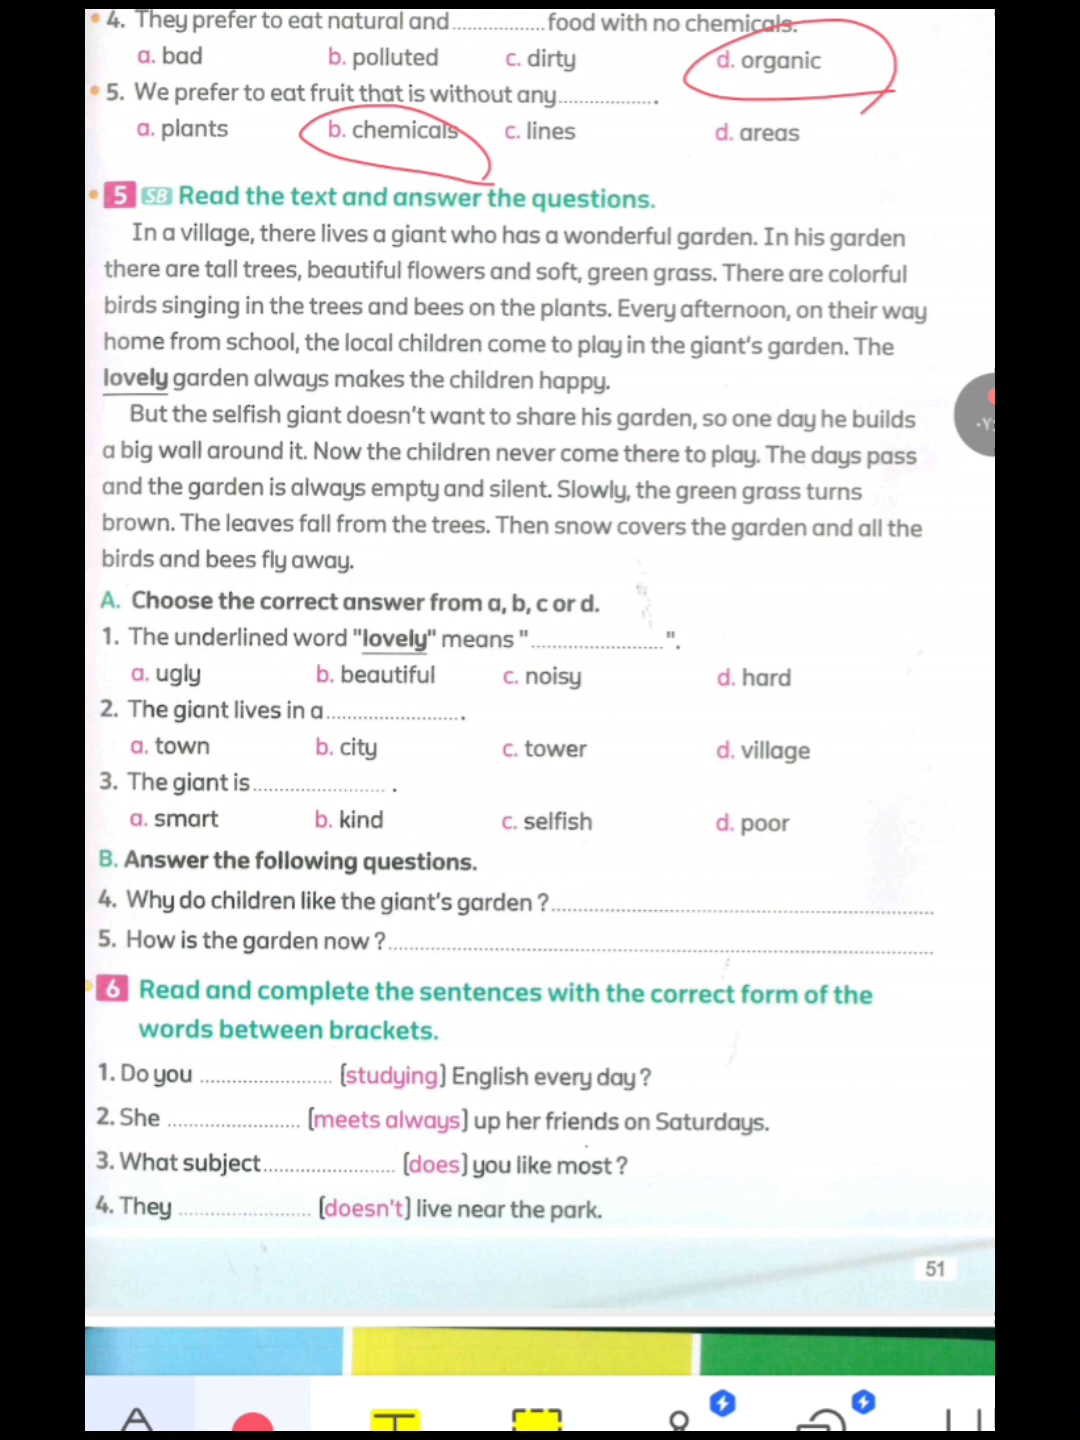 4. They prefer to eat natural and ............... food with no chemicals.
a. bad b. polluted c. dirty d. organic
5. We prefer to eat fruit that is without any ............... .
a. plants b. chemicals c. lines d. areas
5 SB Read the text and answer the questions.
In a village, there lives a giant who has a wonderful garden. In his garden
there are tall trees, beautiful flowers and soft, green grass. There are colorful
birds singing in the trees and bees on the plants. Every afternoon, on their way
home from school, the local children come to play in the giant's garden. The
lovely garden always makes the children happy.
But the selfish giant doesn't want to share his garden, so one day he builds
a big wall around it. Now the children never come there to play. The days pass
and the garden is always empty and silent. Slowly, the green grass turns
brown. The leaves fall from the trees. Then snow covers the garden and all the
birds and bees fly away.
A. Choose the correct answer from a, b, c or d.
1. The underlined word "lovely" means "......................".
a. ugly b. beautiful c. noisy d. hard
2. The giant lives in a ...................... .
a. town b. city c. tower d. village
3. The giant is ...................... .
a. smart b. kind c. selfish d. poor
B. Answer the following questions.
4. Why do children like the giant's garden ? ............................................................
5. How is the garden now ? ............................................................
6 Read and complete the sentences with the correct form of the
words between brackets.
1. Do you ...................... (studying) English every day ?
2. She ...................... (meets always) up her friends on Saturdays.
3. What subject ...................... (does) you like most ?
4. They ...................... (doesn't) live near the park.
51